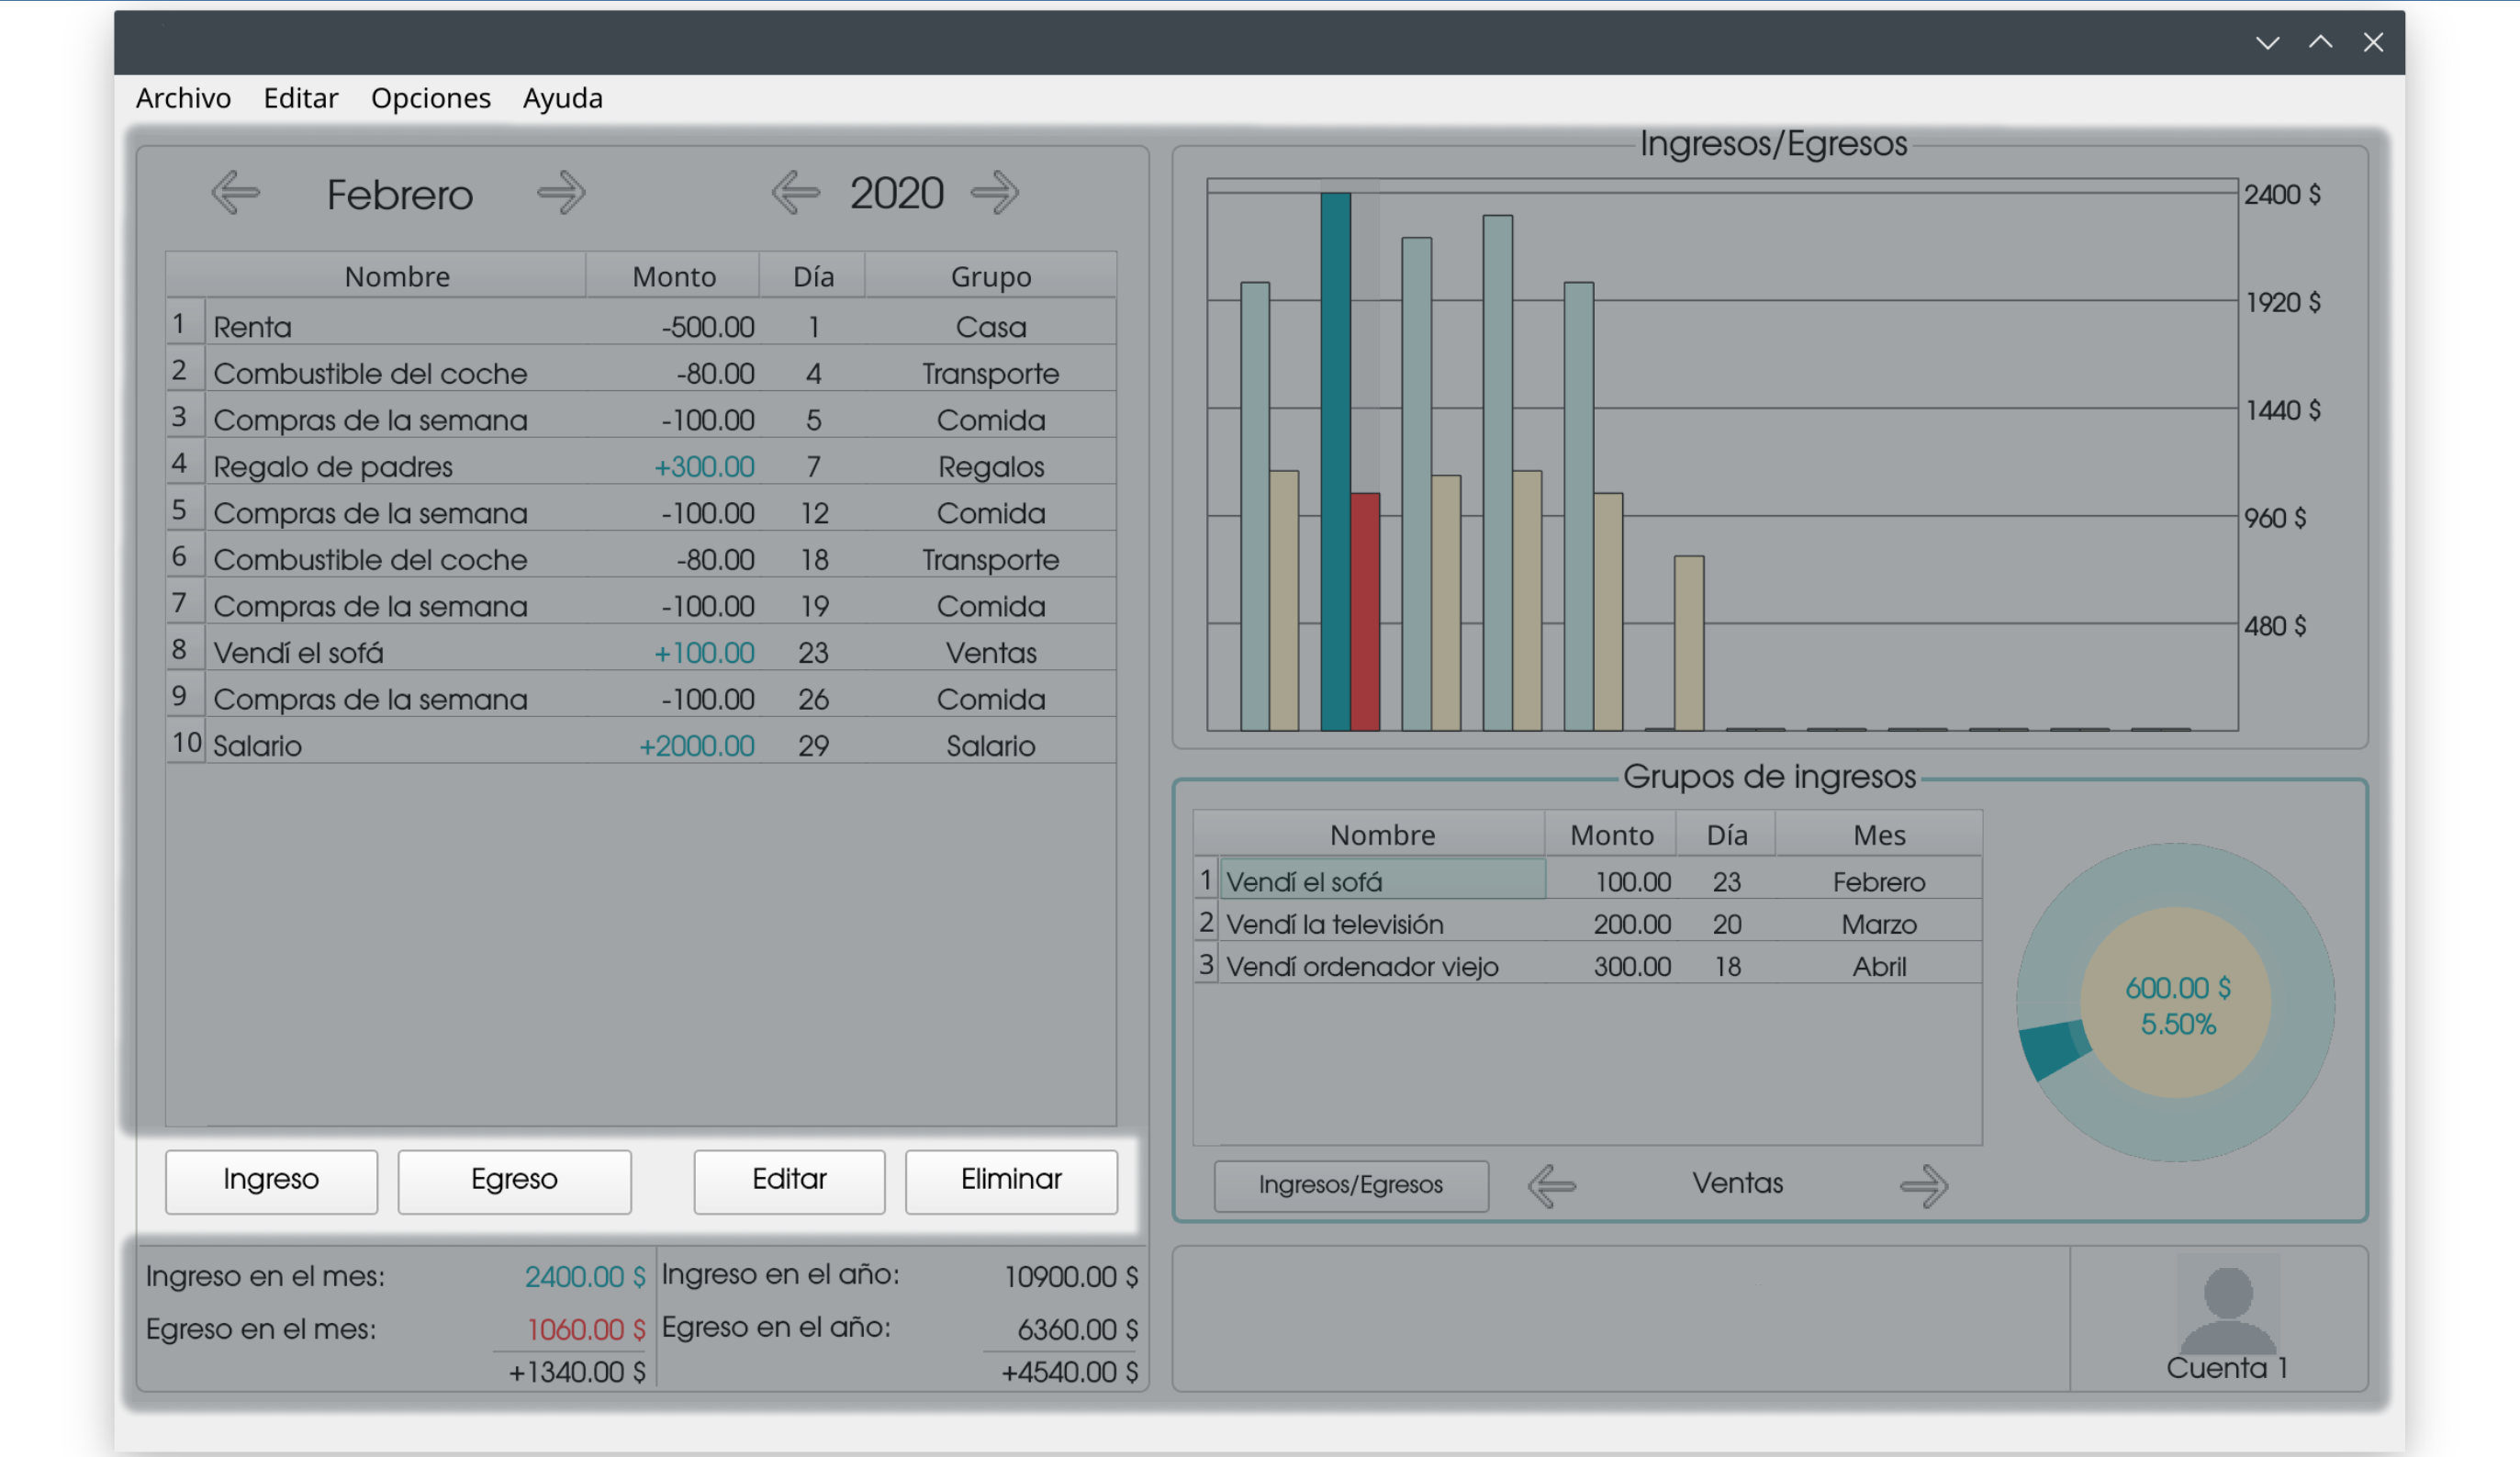 Archivo Editar Opciones Ayuda
Febrero 2020
Nombre Monto Día Grupo
1 Renta -500.00 1 Casa
2 Combustible del coche -80.00 4 Transporte
3 Compras de la semana -100.00 5 Comida
4 Regalo de padres +300.00 7 Regalos
5 Compras de la semana -100.00 12 Comida
6 Combustible del coche -80.00 18 Transporte
7 Compras de la semana -100.00 19 Comida
8 Vendí el sofá +100.00 23 Ventas
9 Compras de la semana -100.00 26 Comida
10 Salario +2000.00 29 Salario
Ingreso Egreso Editar Eliminar
Ingreso en el mes: 2400.00 $ Ingreso en el año: 10900.00 $
Egreso en el mes: 1060.00 $ Egreso en el año: 6360.00 $
+1340.00 $ +4540.00 $
Ingresos/Egresos
2400 $
1920 $
1440 $
960 $
480 $
Grupos de ingresos
Nombre Monto Día Mes
1 Vendí el sofá 100.00 23 Febrero
2 Vendí la televisión 200.00 20 Marzo
3 Vendí ordenador viejo 300.00 18 Abril
600.00 $
5.50%
Ingresos/Egresos Ventas
Cuenta 1